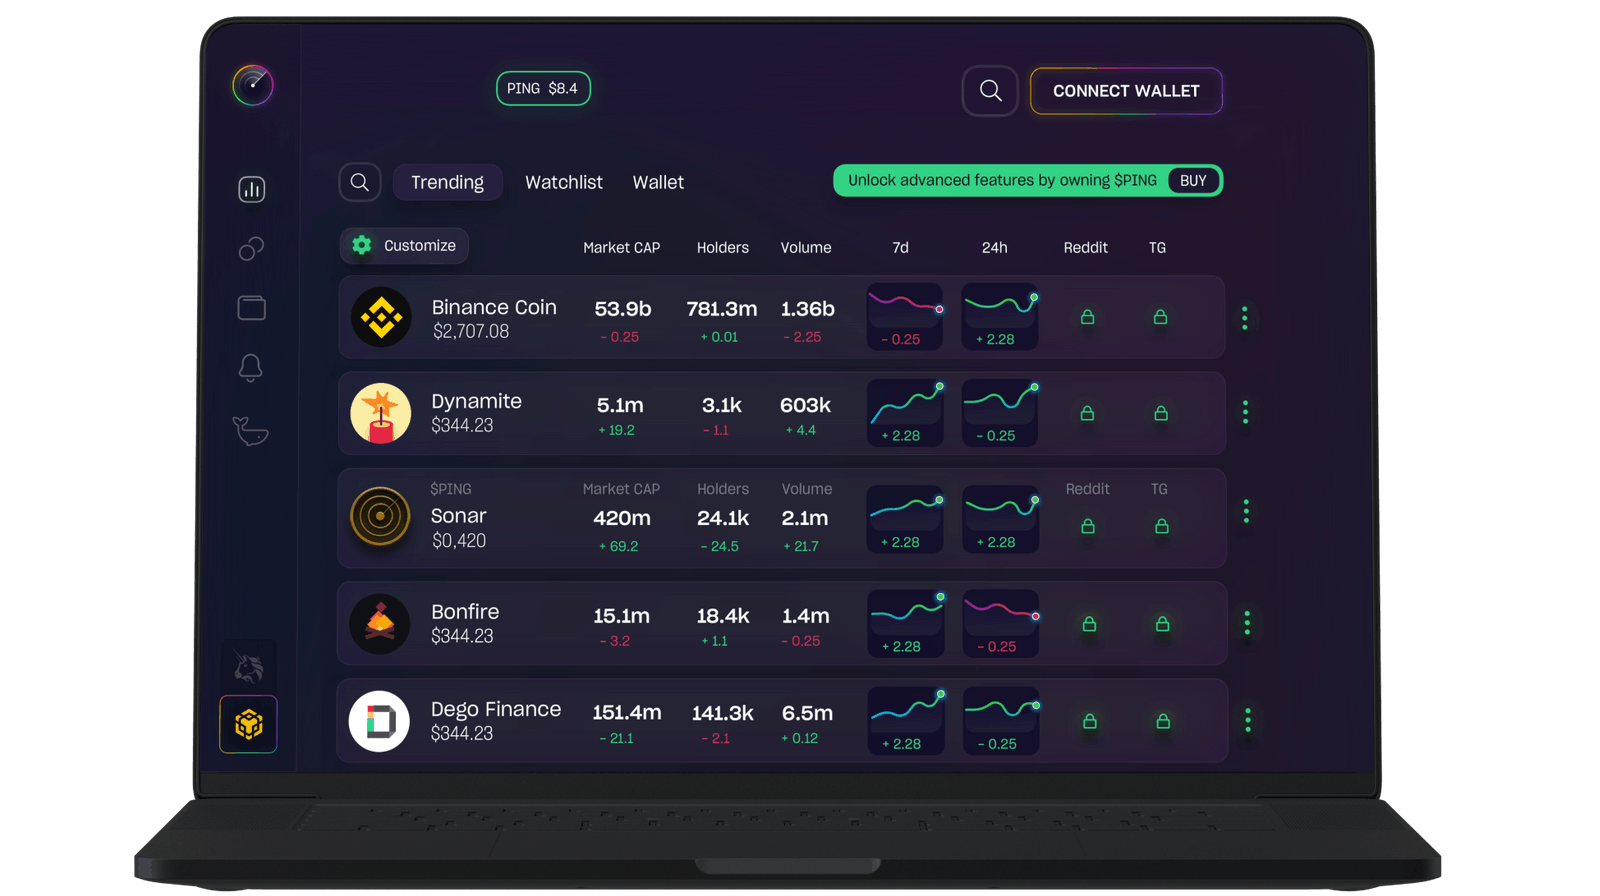 PING $8.4
CONNECT WALLET
Trending Watchlist Wallet
Unlock advanced features by owning $PING BUY
Customize Market CAP Holders Volume 7d 24h Reddit TG
Binance Coin 53.9b 781.3m 1.36b
$2,707.08 - 0.25 + 0.01 - 2.25 - 0.25 + 2.28
Dynamite 5.1m 3.1k 603k
$344.23 + 19.2 - 1.1 + 4.4 + 2.28 - 0.25
$PING Market CAP Holders Volume Reddit TG
Sonar 420m 24.1k 2.1m
$0,420 + 69.2 - 24.5 + 21.7 + 2.28 + 2.28
Bonfire 15.1m 18.4k 1.4m
$344.23 - 3.2 + 1.1 - 0.25 + 2.28 - 0.25
Dego Finance 151.4m 141.3k 6.5m
$344.23 - 21.1 - 2.1 + 0.12 + 2.28 - 0.25